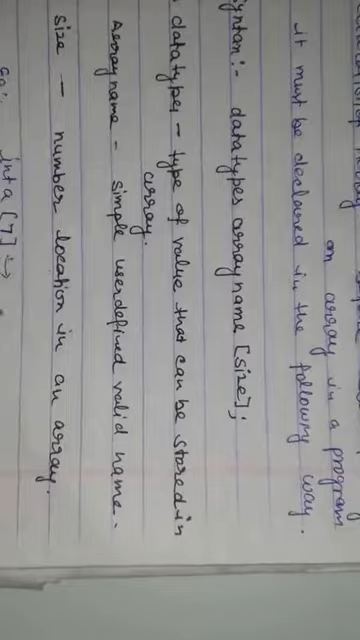 an array in a program
it must be declared in the following way.
yntan:- datatypes arrayname [size];
datatypes - type of value that can be stored in
array.
Arrayname - simple userdefined valid name.
size - number location in an array.
int a [7]